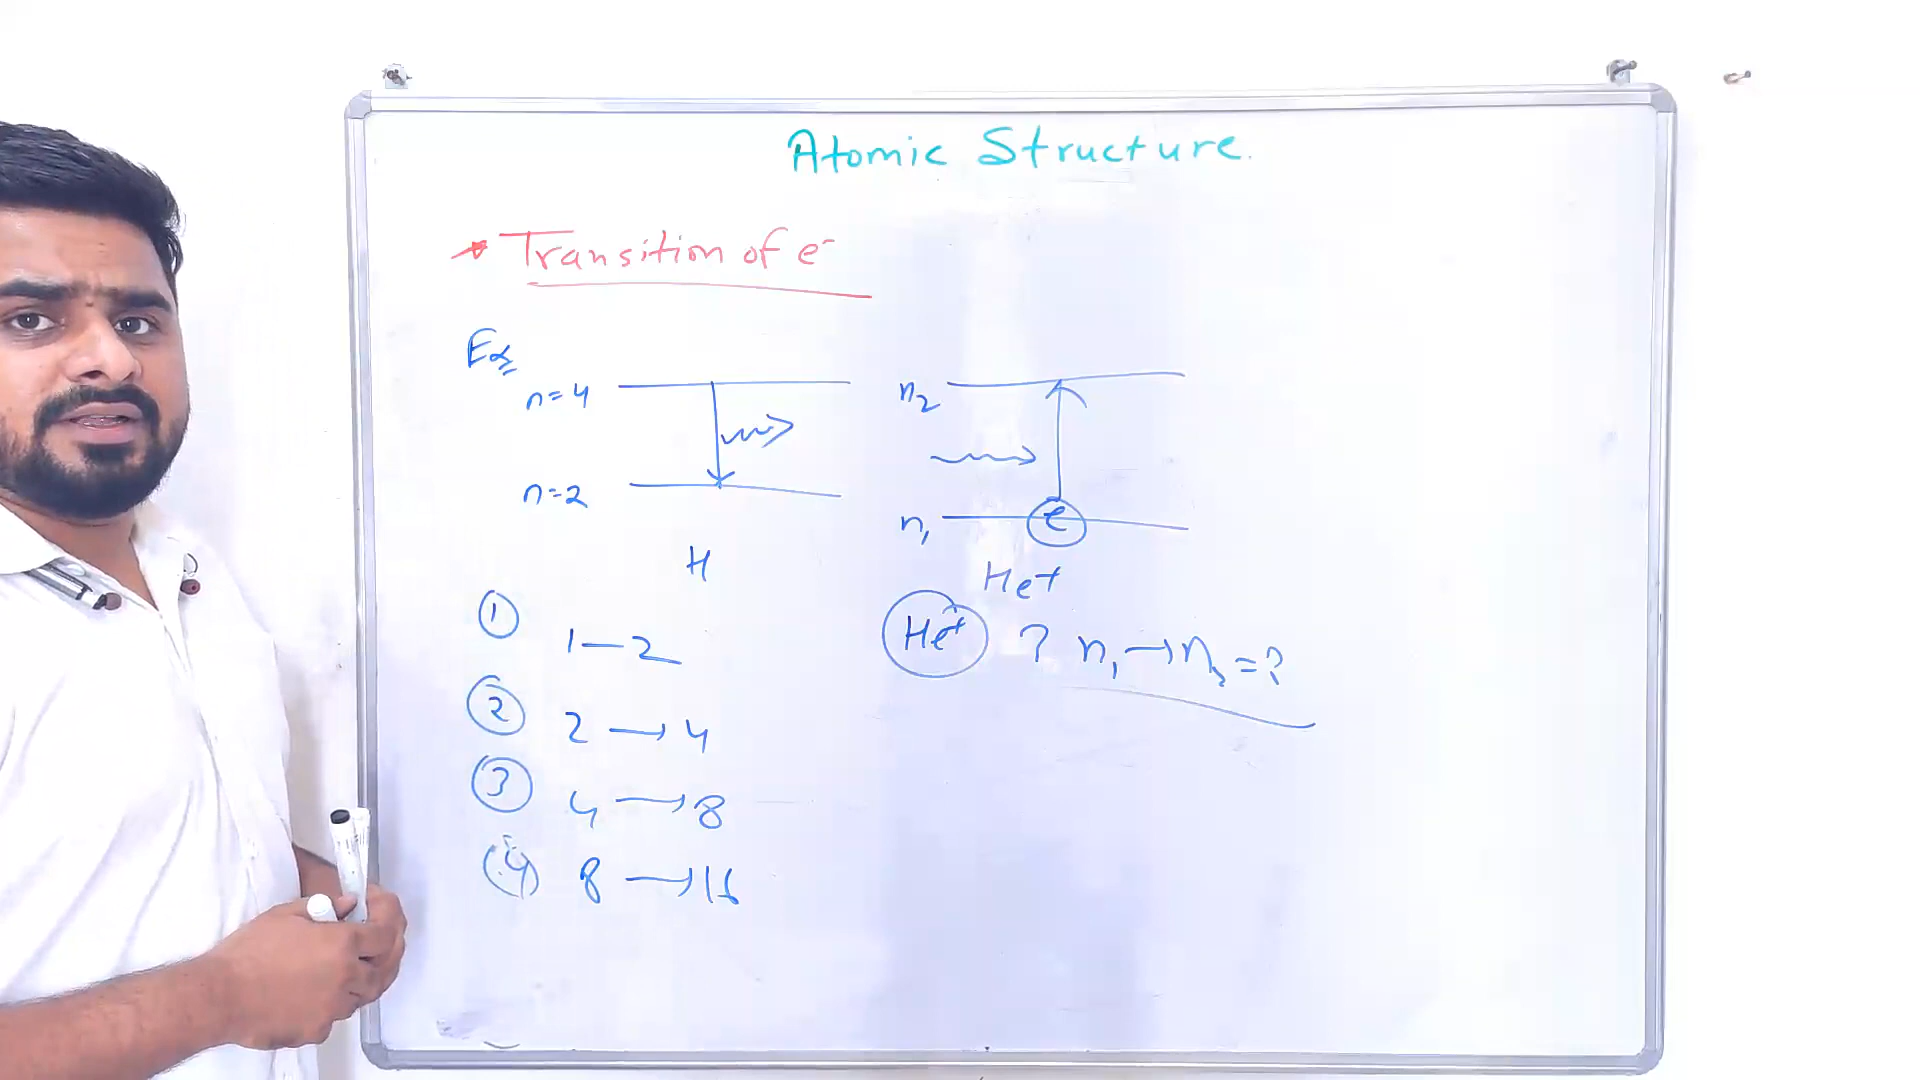 Atomic Structure.
* Transition of e⁻
Ex
n=4
n=2
H
n₂
n₁
e
He+
He+ ? n₁→n₂=?
① 1—2
② 2→4
③ 4→8
④ 8→16